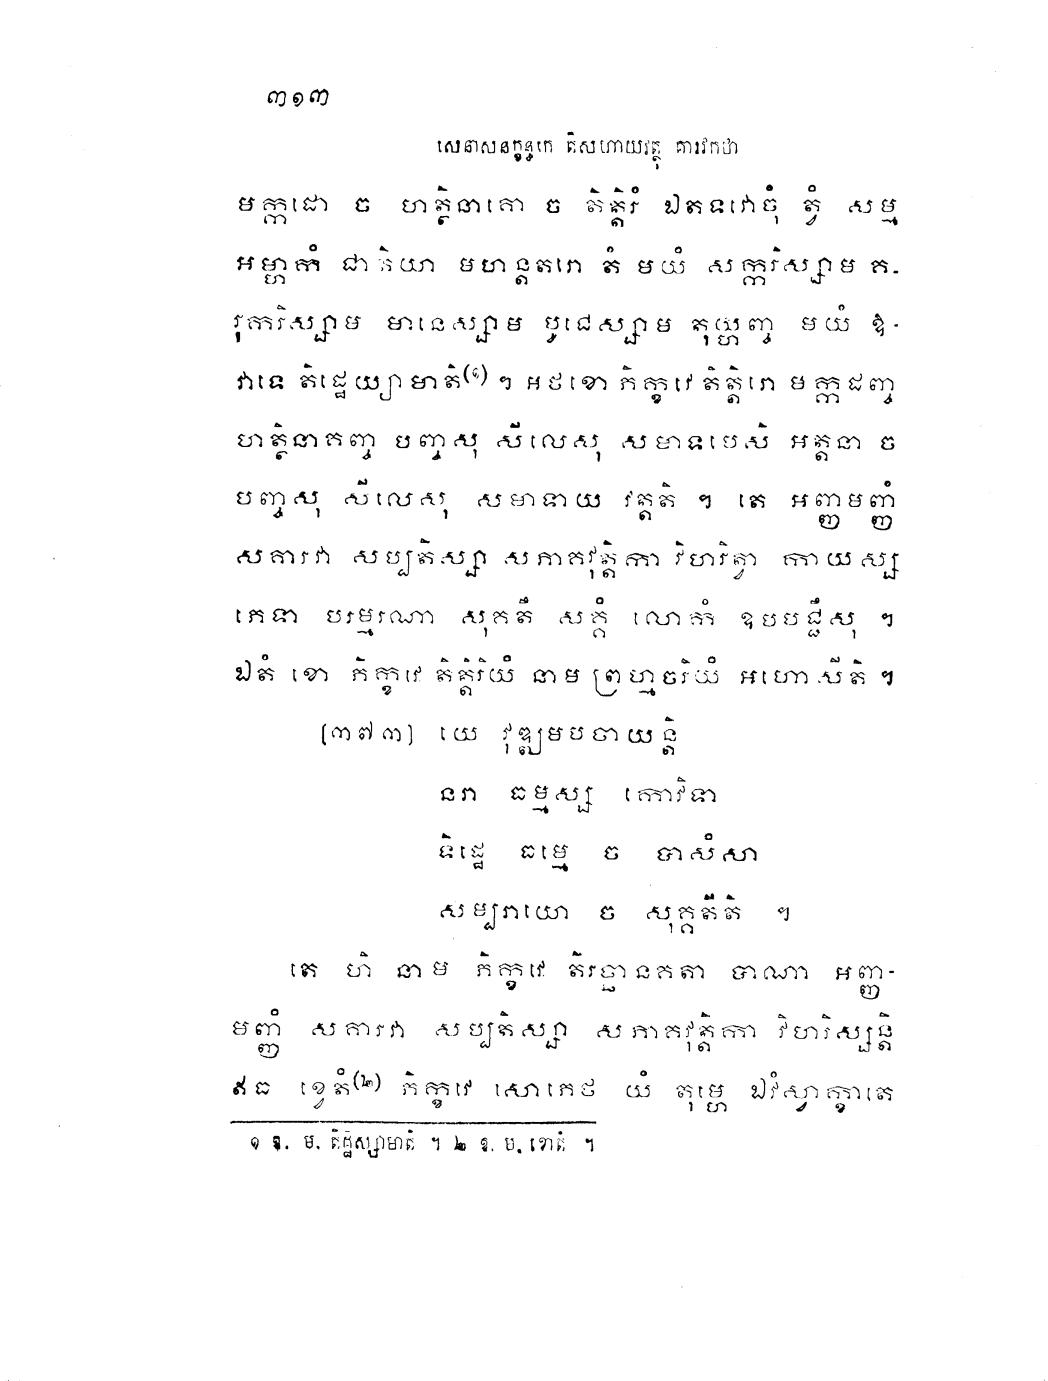 ៣១៣
សេនាសនក្ខន្ធកេ តិសហាយវត្ថុ គារវកថា
មក្កដោ ច ហត្ថិនាគោ ច តិត្តិរំ ឯតទវោចុំ ត្វំ សម្ម
អម្ហាកំ ជាតិយា មហន្តតរោ តំ មយំ សក្ករិស្សាម គ-
រុការិស្សាម មានេស្សាម បូជេស្សាម តុយ្ហញ្ច មយំ ឱ-
វាទេ តិដ្ឋេយ្យាមាតិ(១) ។ អថខោ ភិក្ខវេ តិត្តិរោ មក្កដញ្ច
ហត្ថិនាគញ្ច បញ្ចសុ សីលេសុ សមាទបេសិ អត្តនា ច
បញ្ចសុ សីលេសុ សមាទាយ វត្តតិ ។ តេ អញ្ញមញ្ញំ
សគារវា សប្បតិស្សា សភាគវុត្តិកា វិហរិត្វា កាយស្ស
ភេទា បរម្មរណា សុគតឹ សគ្គំ លោកំ ឧបបជ្ជឹសុ ។
ឯតំ ខោ ភិក្ខវេ តិត្តិរិយំ នាម ព្រហ្មចរិយំ អហោសីតិ ។
[៣៧៣] យេ វុឌ្ឍមបចាយន្តិ
នរា ធម្មស្ស កោវិទា
ទិដ្ឋេ ធម្មេ ច បាសំសា
សម្បរាយោ ច សុគ្គតីតិ ។
តេ ហិ នាម ភិក្ខវេ តិរច្ឆានគតា បាណា អញ្ញ-
មញ្ញំ សគារវា សប្បតិស្សា សភាគវុត្តិកា វិហរិស្សន្តិ
ឥធ ខ្វេតំ(២) ភិក្ខវេ សោភេថ យំ តុម្ហេ ឯវំស្វាក្ខាតេ
១ ឱ. ម. តិដ្ឋិស្សាមាតិ ។ ២ ឱ. ម. ខោតំ ។